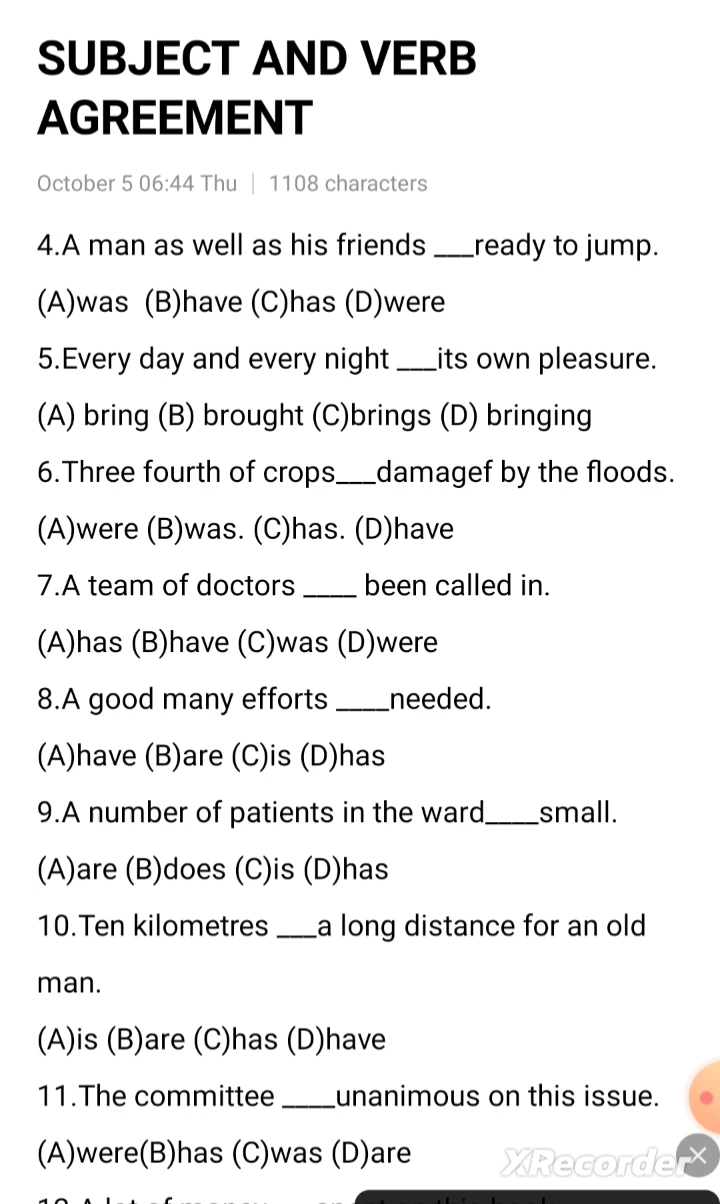 SUBJECT AND VERB
AGREEMENT
October 5 06:44 Thu | 1108 characters
4.A man as well as his friends ___ready to jump.
(A)was (B)have (C)has (D)were
5.Every day and every night ___its own pleasure.
(A) bring (B) brought (C)brings (D) bringing
6.Three fourth of crops___damagef by the floods.
(A)were (B)was. (C)has. (D)have
7.A team of doctors ____ been called in.
(A)has (B)have (C)was (D)were
8.A good many efforts ____needed.
(A)have (B)are (C)is (D)has
9.A number of patients in the ward____small.
(A)are (B)does (C)is (D)has
10.Ten kilometres ___a long distance for an old
man.
(A)is (B)are (C)has (D)have
11.The committee ____unanimous on this issue.
(A)were(B)has (C)was (D)are
XRecorder